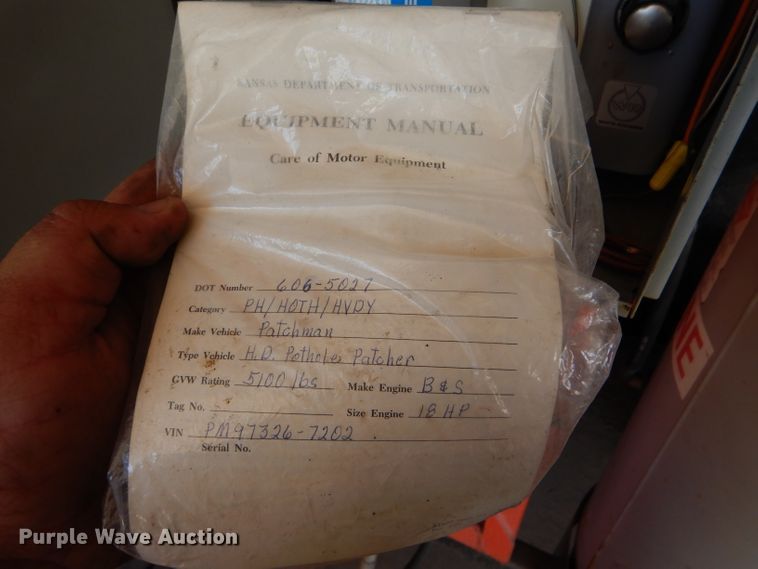 KANSAS DEPARTMENT OF TRANSPORTATION
EQUIPMENT MANUAL
Care of Motor Equipment
DOT Number 606-5027
Category PH/HOTH/HVDY
Make Vehicle Patchman
Type Vehicle H.D. Pothole Patcher
GVW Rating 5100 lbs Make Engine B & S
Tag No. Size Engine 18 HP
VIN PM97326-7202
Serial No.
NE
Purple Wave Auction